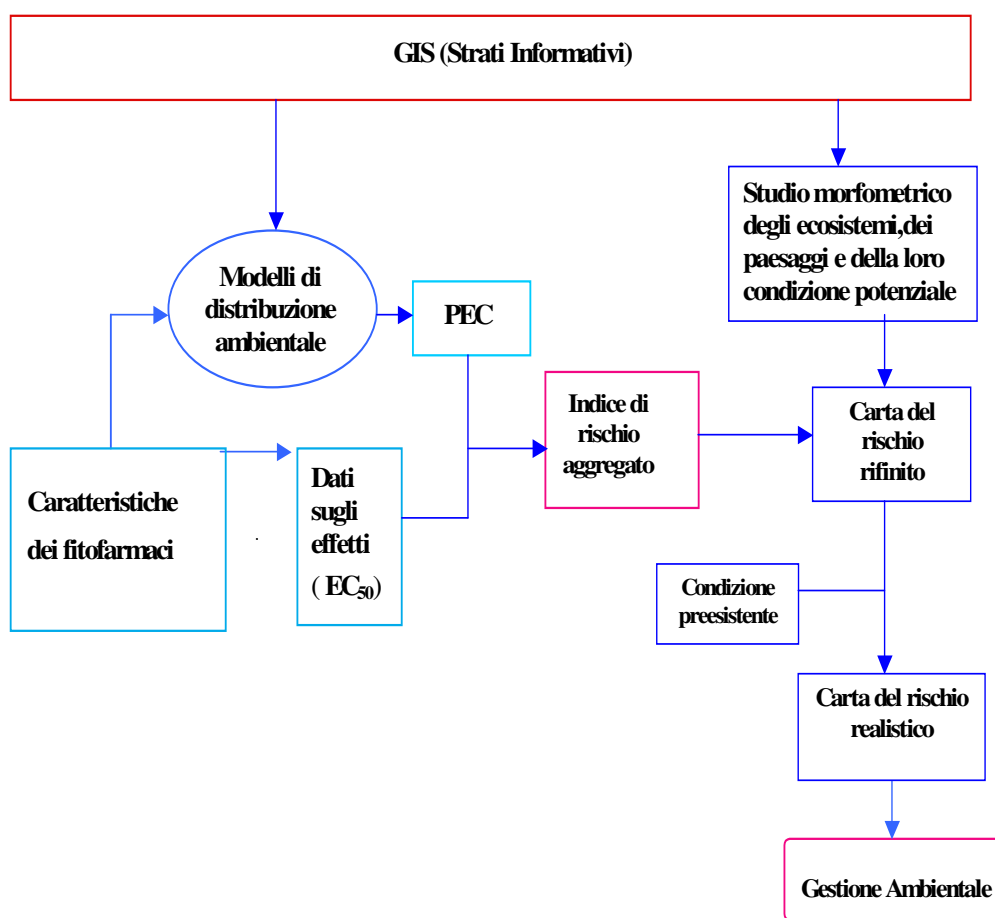 GIS (Strati Informativi)
Studio morfometrico
degli ecosistemi,dei
paesaggi e della loro
condizione potenziale
Modelli di
distribuzione
ambientale
PEC
Indice di
rischio
aggregato
Carta del
rischio
rifinito
Caratteristiche
dei fitofarmaci
Dati
sugli
effetti
( EC₅₀)
Condizione
preesistente
Carta del rischio
realistico
Gestione Ambientale